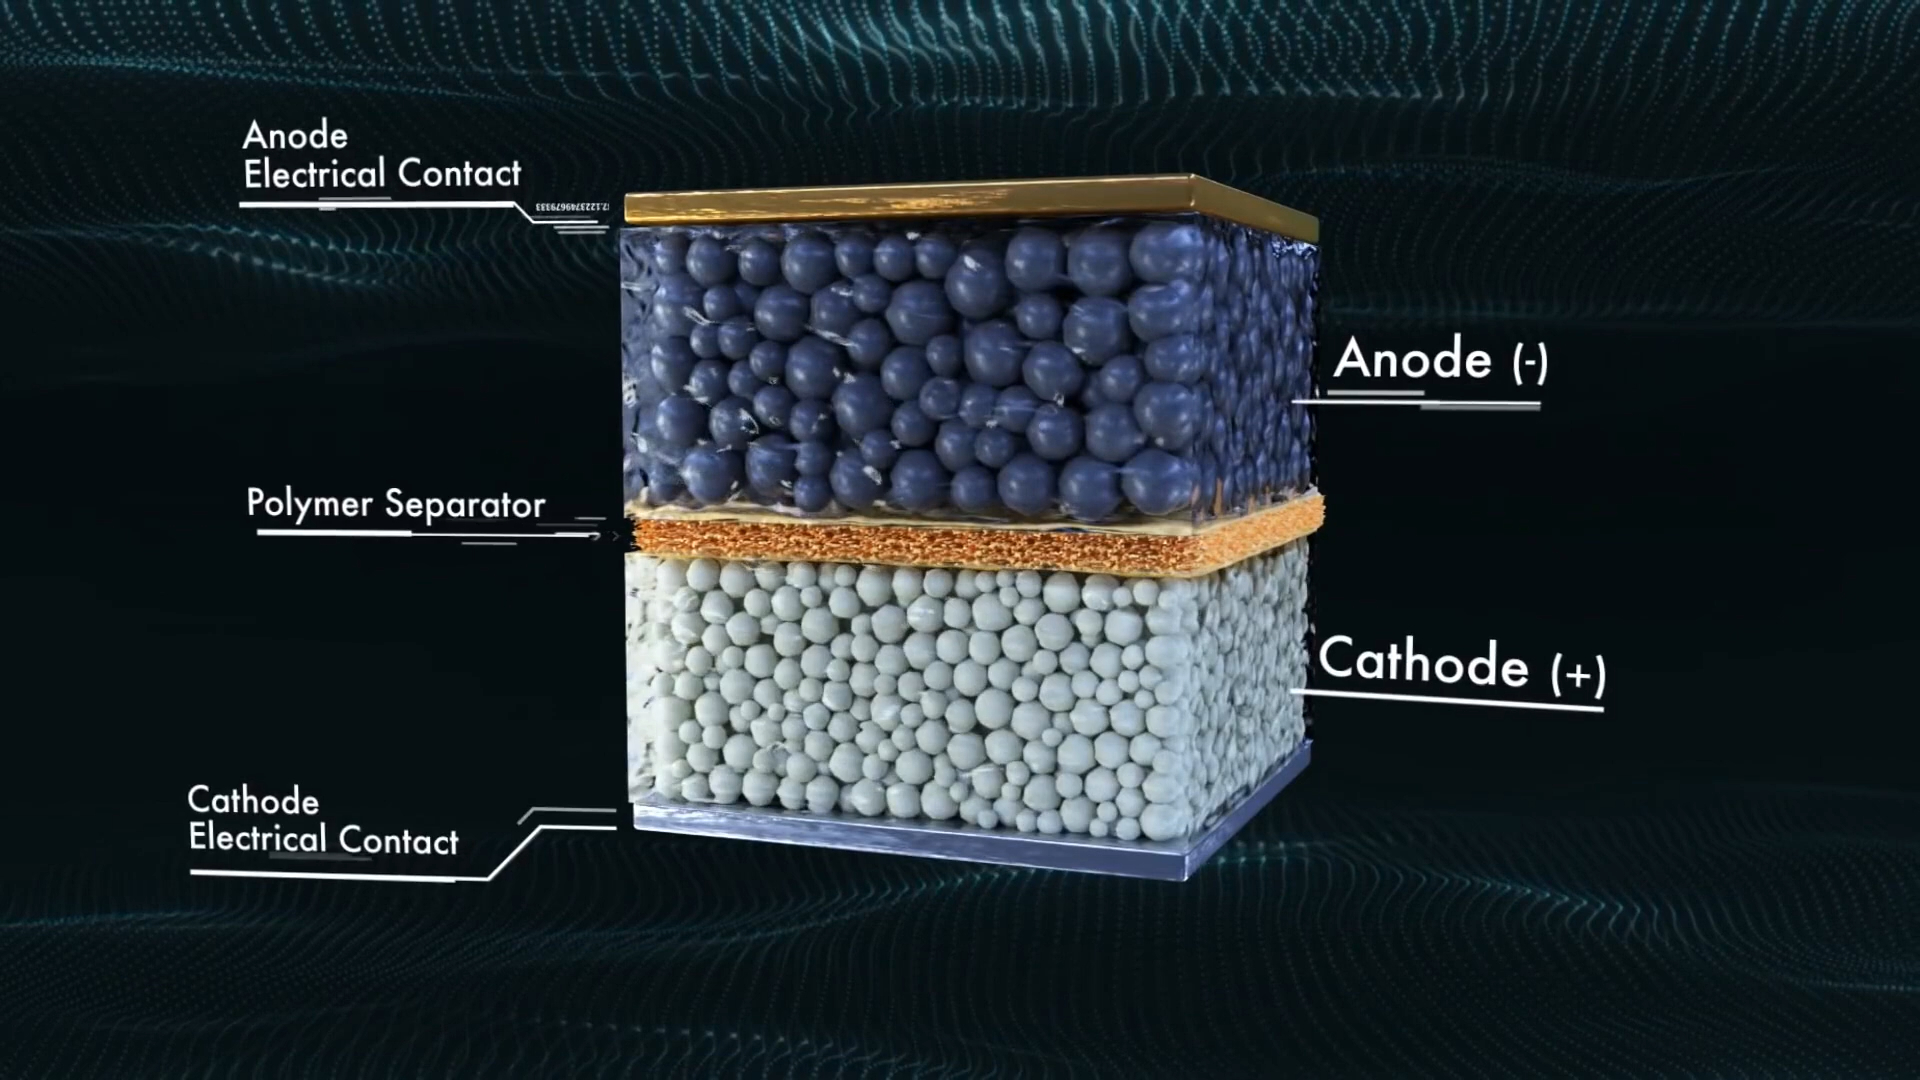 Anode
Electrical Contact
Anode (-)
Polymer Separator
Cathode (+)
Cathode
Electrical Contact